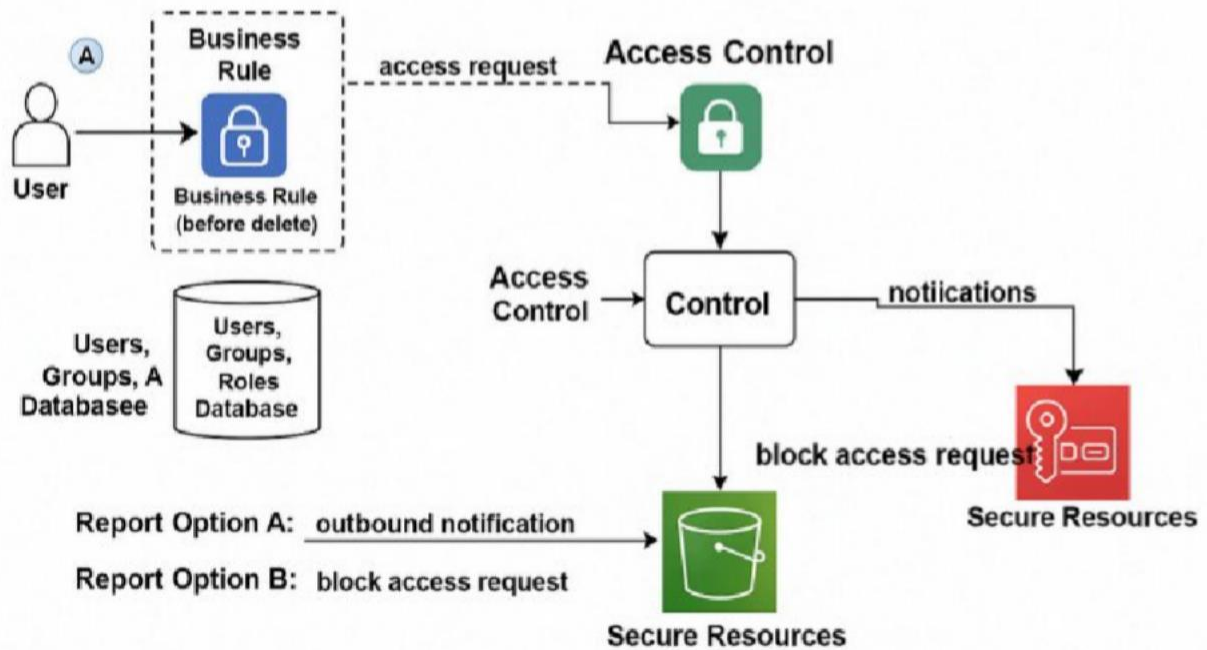 A
Business
Rule
access request
Access Control
User
Business Rule
(before delete)
Access
Control
Control
notiications
Users,
Groups, A
Databasee
Users,
Groups,
Roles
Database
block access request
Secure Resources
Report Option A: outbound notification
Report Option B: block access request
Secure Resources